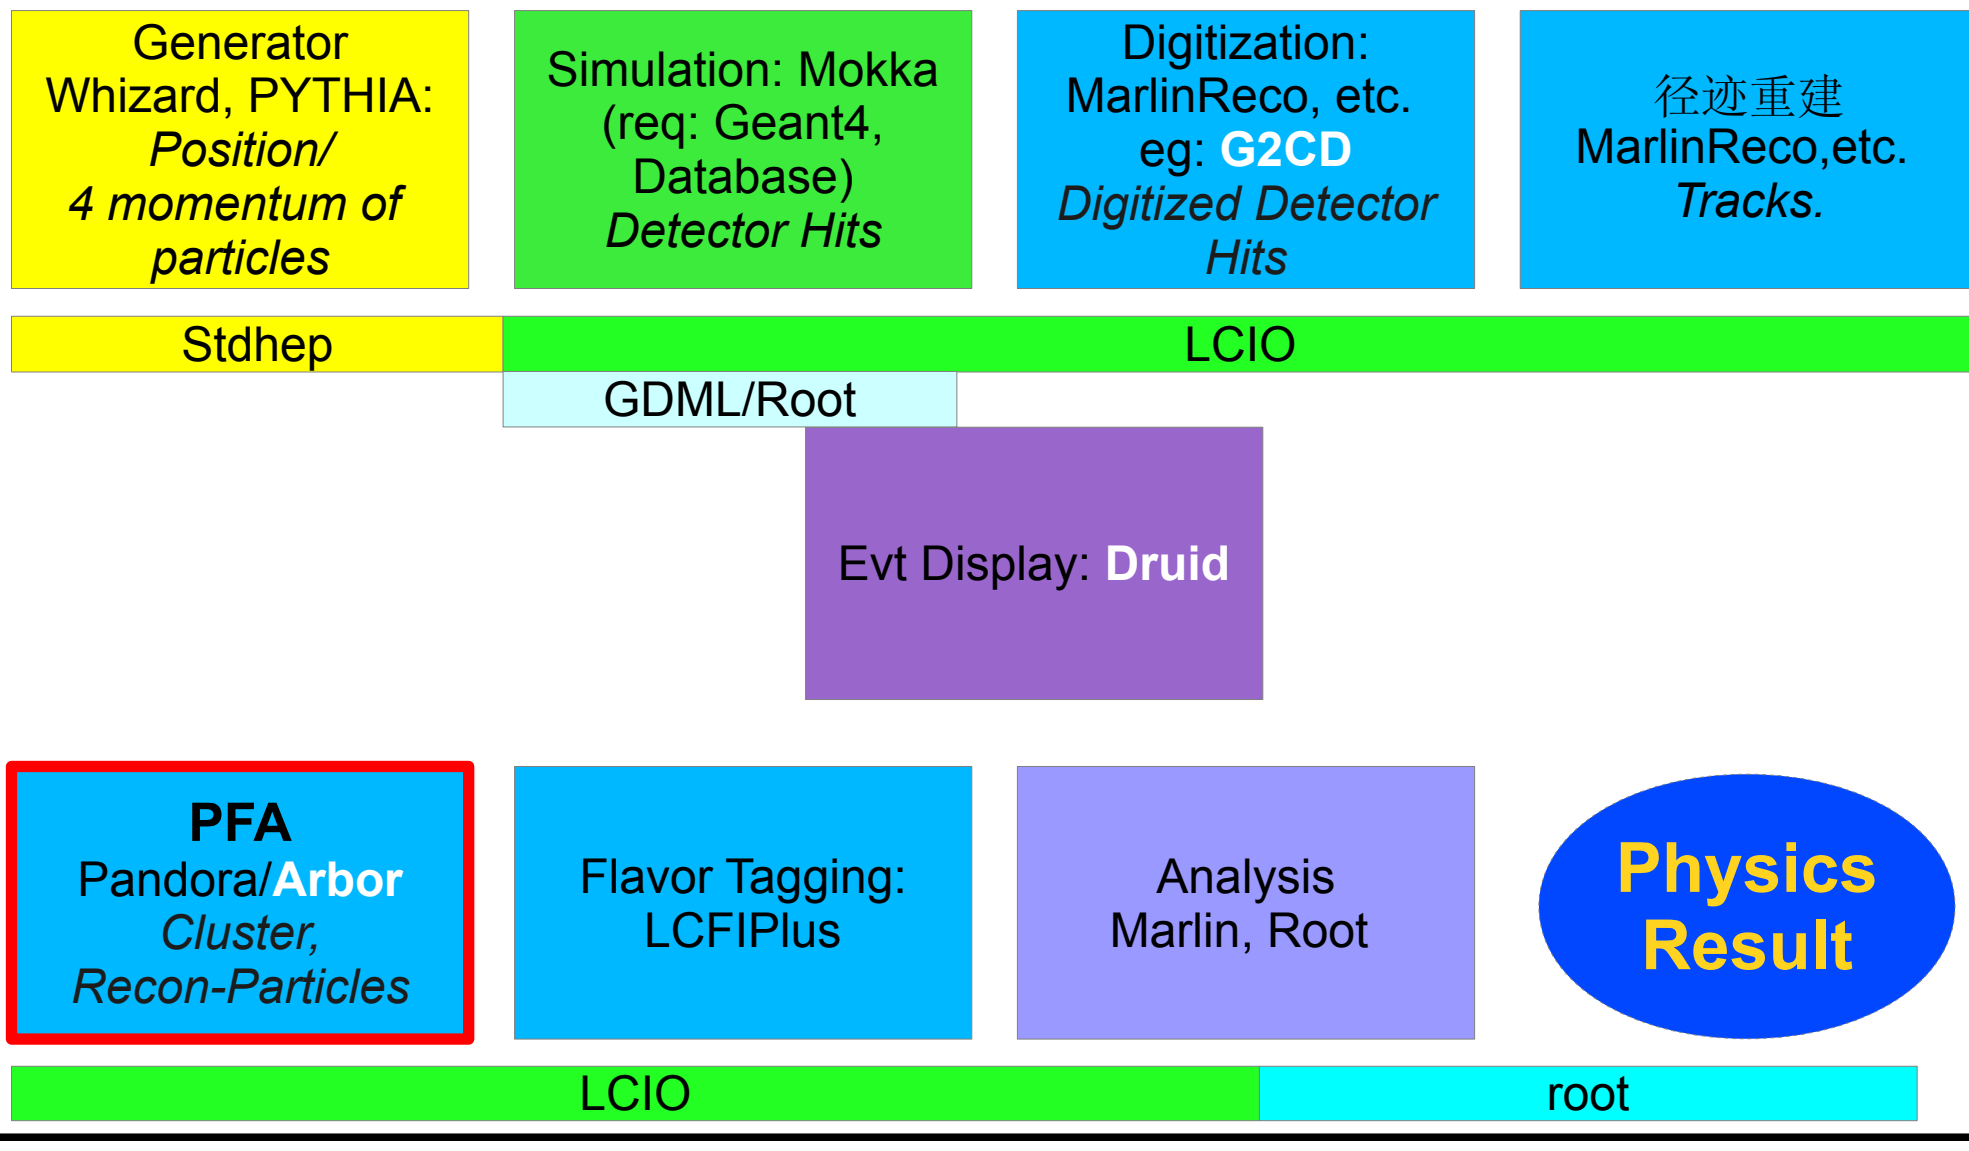 Generator
Whizard, PYTHIA:
Position/
4 momentum of
particles
Simulation: Mokka
(req: Geant4,
Database)
Detector Hits
Digitization:
MarlinReco, etc.
eg: G2CD
Digitized Detector
Hits
径迹重建
MarlinReco,etc.
Tracks.
Stdhep
LCIO
GDML/Root
Evt Display: Druid
PFA
Pandora/Arbor
Cluster,
Recon-Particles
Flavor Tagging:
LCFIPlus
Analysis
Marlin, Root
Physics
Result
LCIO
root